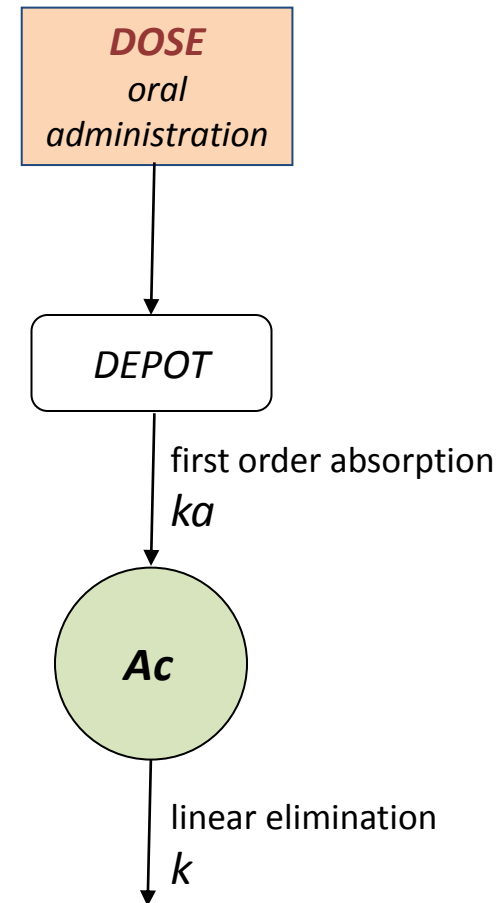 DOSE
oral
administration
DEPOT
first order absorption
ka
Ac
linear elimination
k